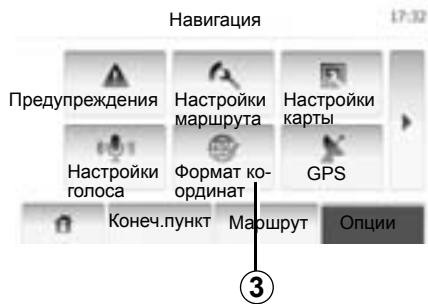 Навигация
17:32
Предупреждения
Настройки
маршрута
Настройки
карты
Настройки
голоса
Формат ко-
ординат
GPS
Конеч.пункт
Маршрут
Опции
3